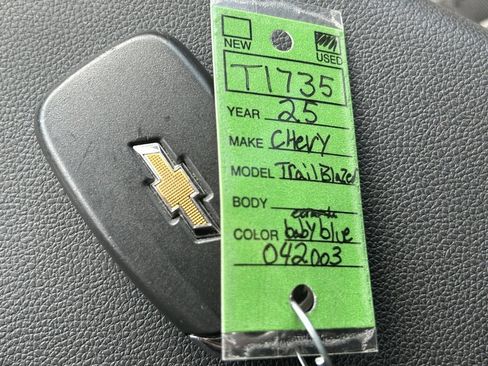 NEW USED
T1735
YEAR 25
MAKE CHEVY
MODEL TrailBlazer
BODY
COLOR baby blue
042003